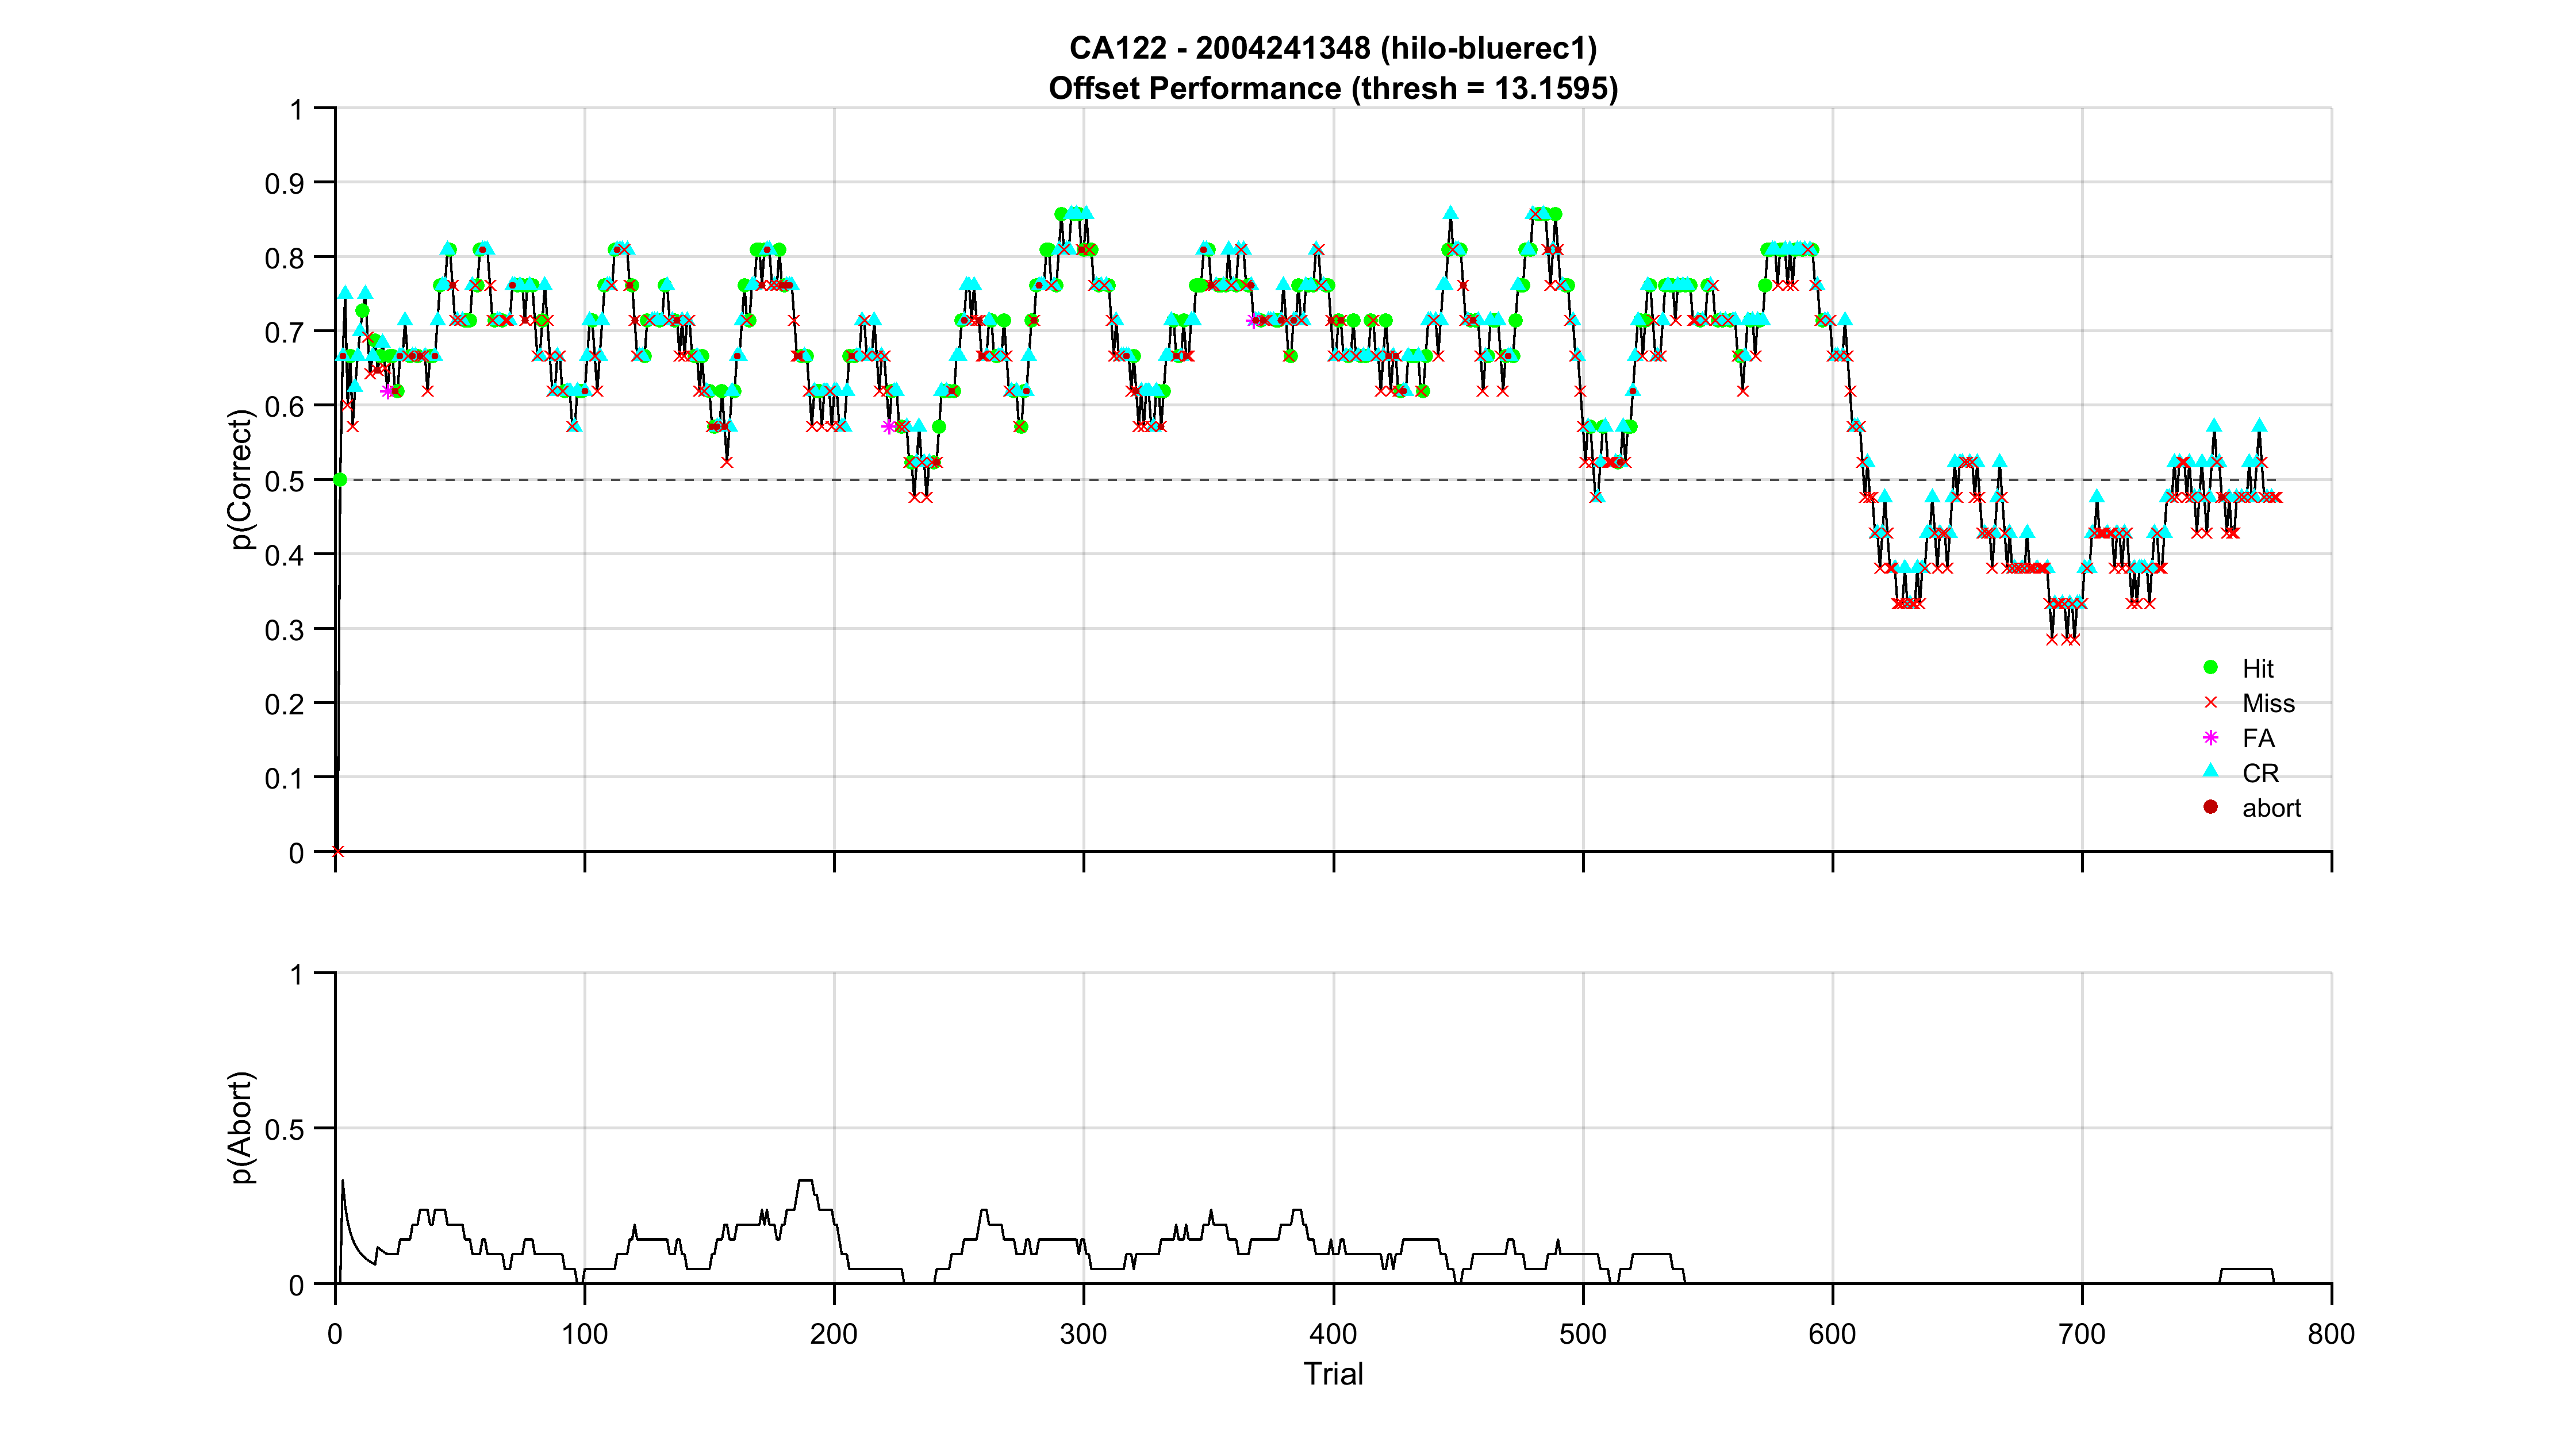 CA122 - 2004241348 (hilo-bluerec1)
Offset Performance (thresh = 13.1595)
1
0.9
0.8
0.7
0.6
0.5
0.4
0.3
0.2
0.1
0
p(Correct)
Hit
Miss
FA
CR
abort
1
0.5
0
p(Abort)
0 100 200 300 400 500 600 700 800
Trial